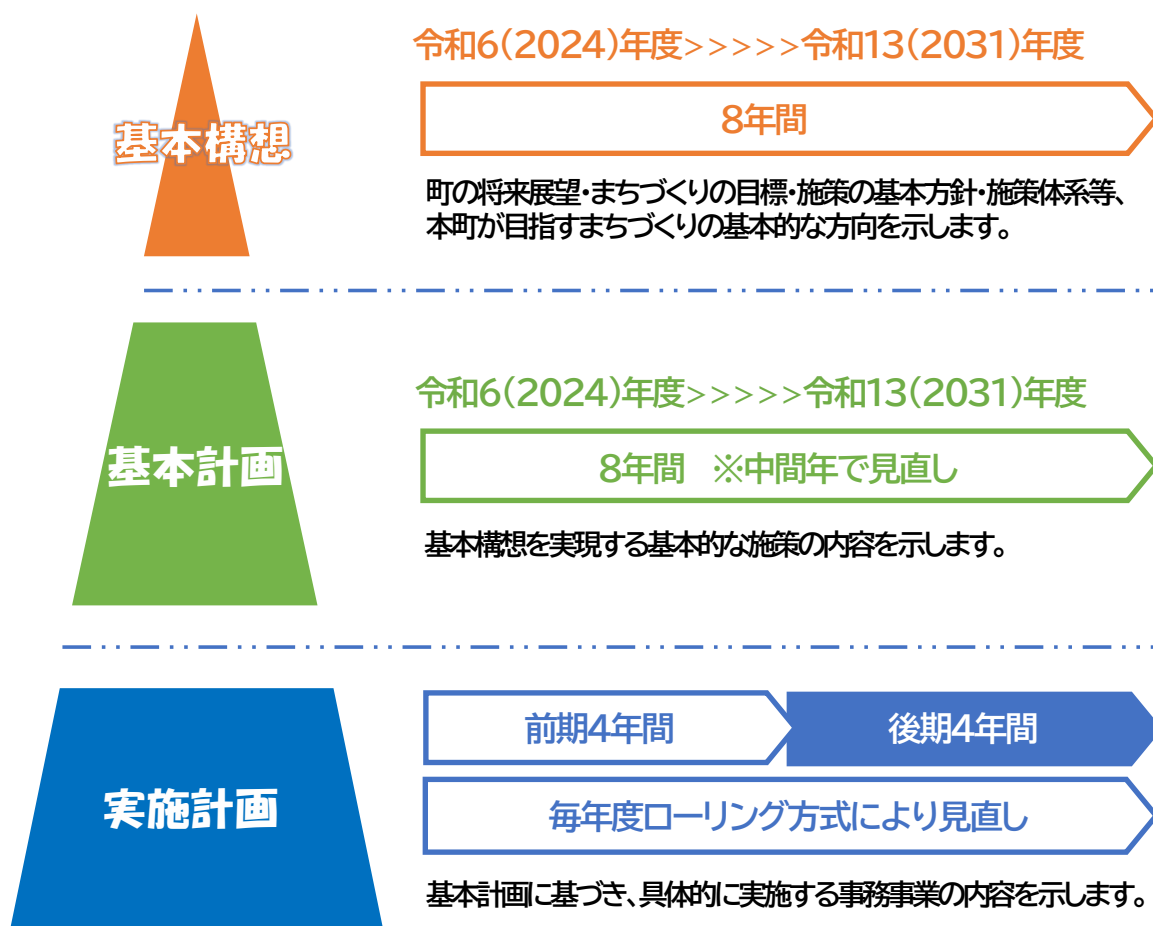 基本構想
令和6(2024)年度>>>>>令和13(2031)年度
8年間
町の将来展望・まちづくりの目標・施策の基本方針・施策体系等、
本町が目指すまちづくりの基本的な方向を示します。
基本計画
令和6(2024)年度>>>>>令和13(2031)年度
8年間　※中間年で見直し
基本構想を実現する基本的な施策の内容を示します。
実施計画
前期4年間
後期4年間
毎年度ローリング方式により見直し
基本計画に基づき、具体的に実施する事務事業の内容を示します。